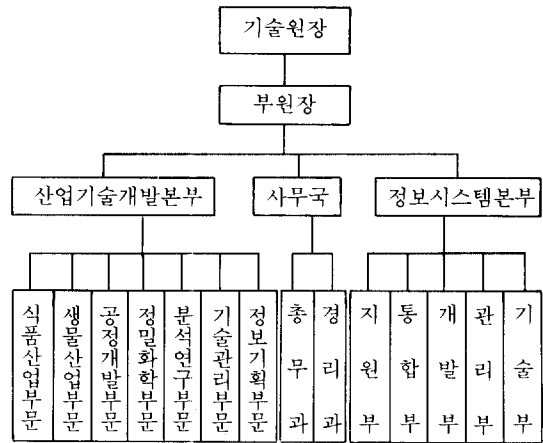 기술원장
부원장
산업기술개발본부
사무국
정보시스템본부
식품산업부문
생물산업부문
공정개발부문
정밀화학부문
분석연구부문
기술관리부문
정보기획부문
총무과
경리과
지원부
통합부
개발부
관리부
기술부